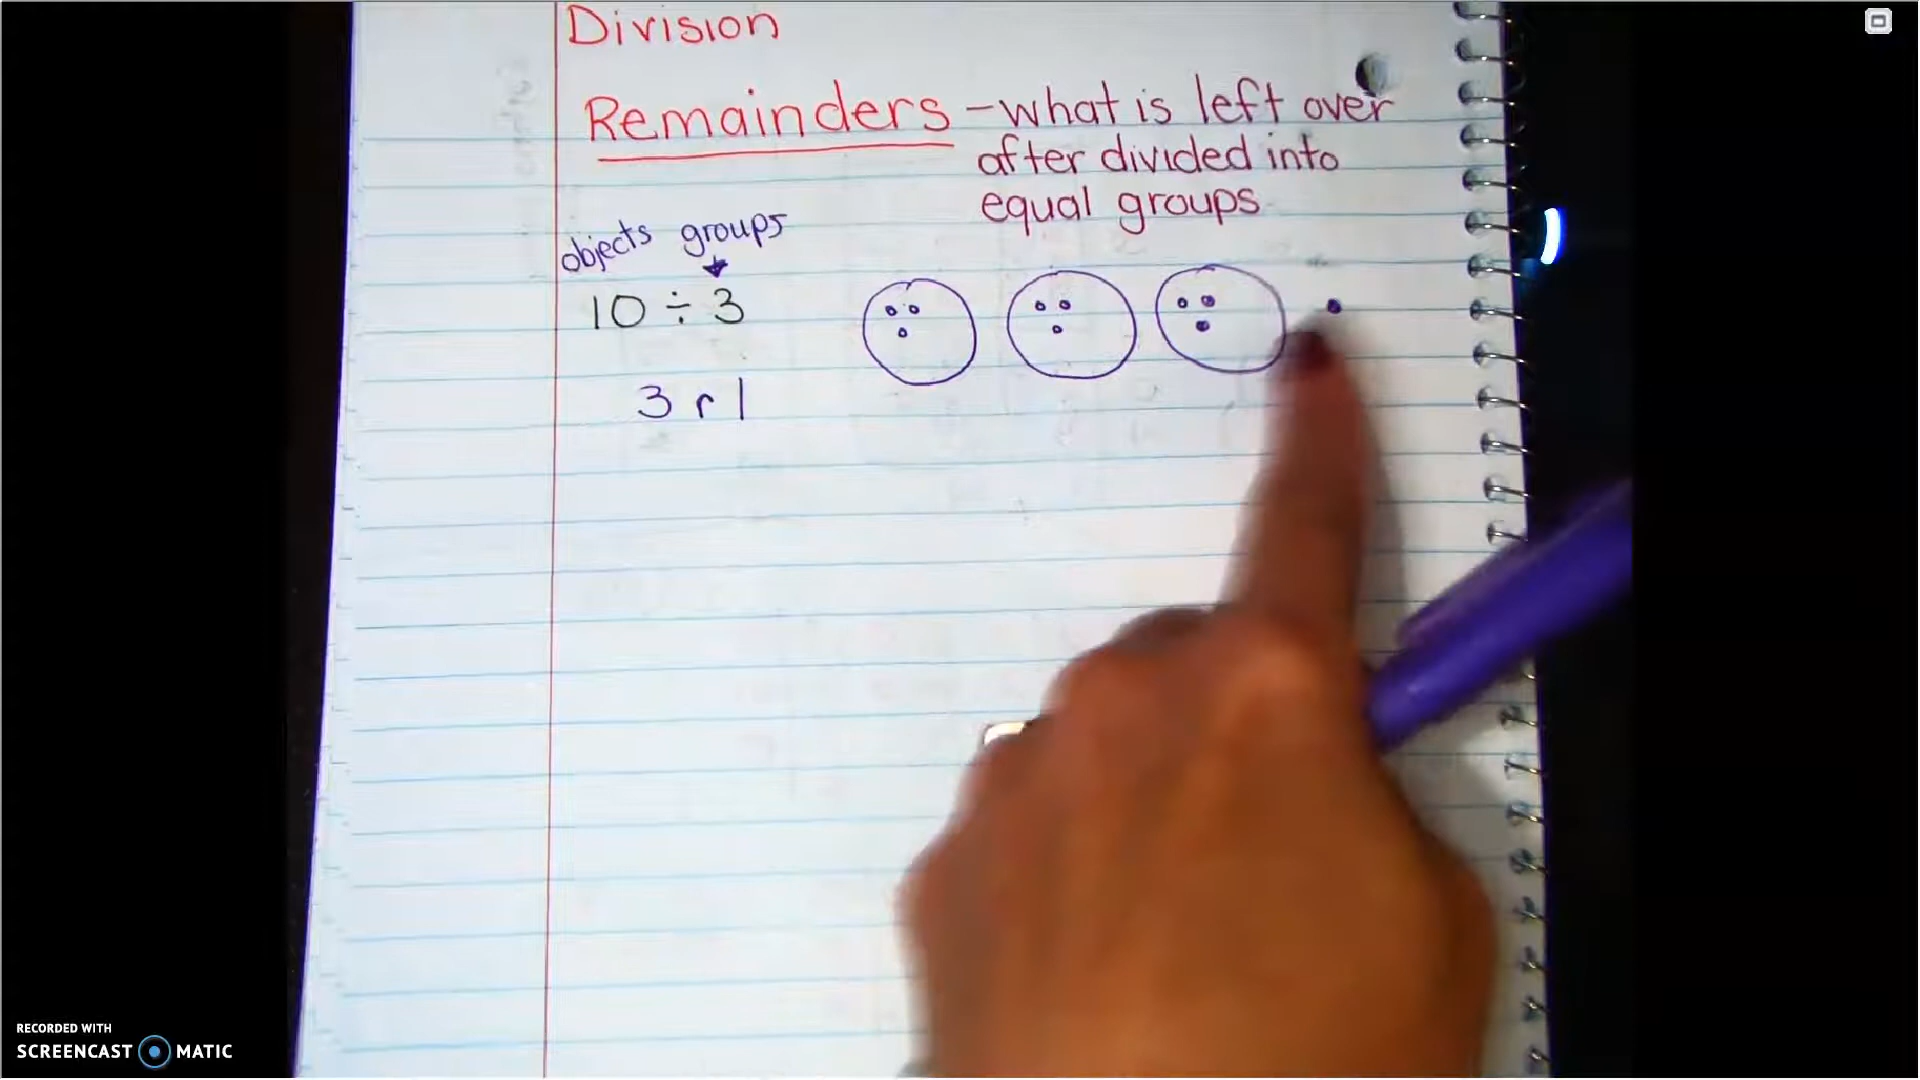 Division
Remainders - what is left over
after divided into
equal groups
objects groups
10 ÷ 3
3 r 1
RECORDED WITH
SCREENCAST MATIC